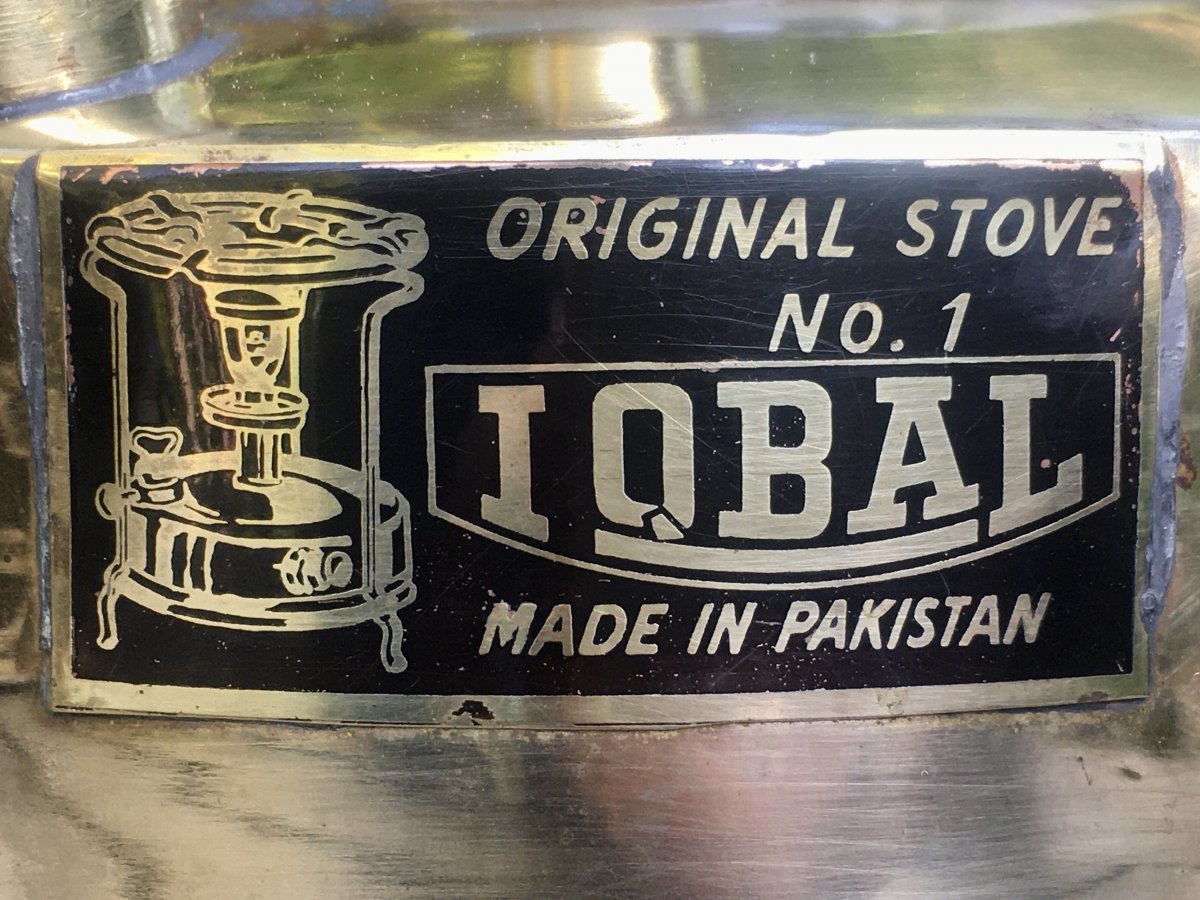 ORIGINAL STOVE
No. 1
IQBAL
MADE IN PAKISTAN